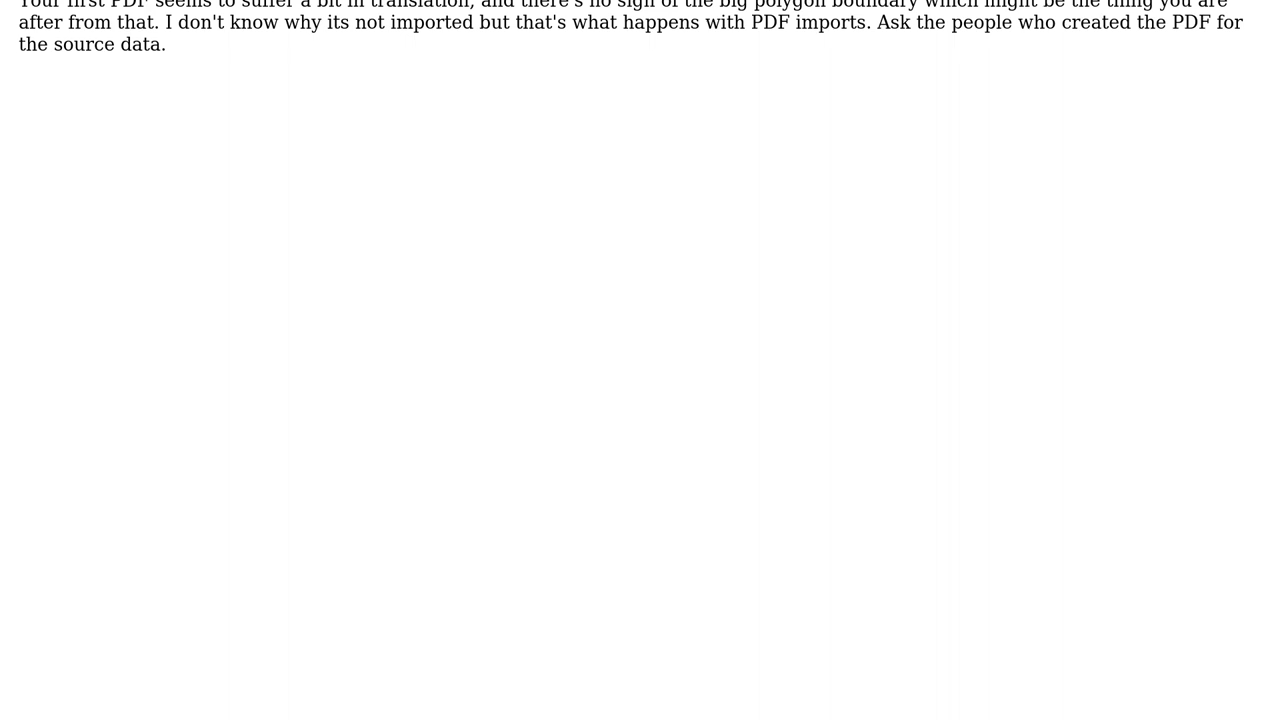 Your first PDF seems to suffer a bit in translation, and there's no sign of the big polygon boundary which might be the thing you are
after from that. I don't know why its not imported but that's what happens with PDF imports. Ask the people who created the PDF for
the source data.